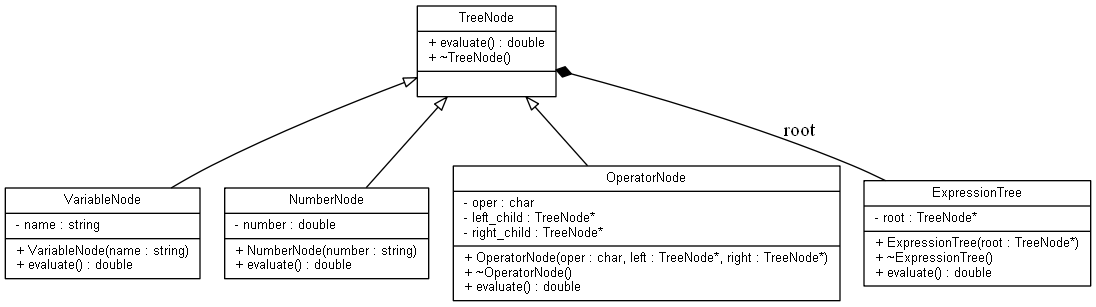 TreeNode
+ evaluate() : double
+ ~TreeNode()
root
VariableNode
- name : string
+ VariableNode(name : string)
+ evaluate() : double
NumberNode
- number : double
+ NumberNode(number : string)
+ evaluate() : double
OperatorNode
- oper : char
- left_child : TreeNode*
- right_child : TreeNode*
+ OperatorNode(oper : char, left : TreeNode*, right : TreeNode*)
+ ~OperatorNode()
+ evaluate() : double
ExpressionTree
- root : TreeNode*
+ ExpressionTree(root : TreeNode*)
+ ~ExpressionTree()
+ evaluate() : double